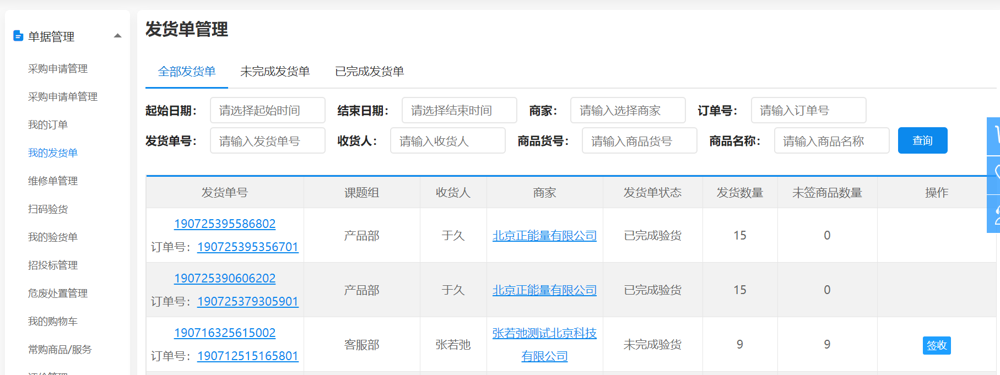 单据管理
采购申请管理
采购申请单管理
我的订单
我的发货单
维修单管理
扫码验货
我的验货单
招投标管理
危废处置管理
我的购物车
常购商品/服务
发货单管理
全部发货单 未完成发货单 已完成发货单
起始日期： 请选择起始时间 结束日期： 请选择结束时间 商家： 请输入选择商家 订单号： 请输入订单号
发货单号： 请输入发货单号 收货人： 请输入收货人 商品货号： 请输入商品货号 商品名称： 请输入商品名称 查询
发货单号 课题组 收货人 商家 发货单状态 发货数量 未签商品数量 操作
190725395586802
订单号：190725395356701 产品部 于久 北京正能量有限公司 已完成验货 15 0
190725390606202
订单号：190725379305901 产品部 于久 北京正能量有限公司 已完成验货 15 0
190716325615002
订单号：190712515165801 客服部 张若弛 张若弛测试北京科技
有限公司 未完成验货 9 9 签收